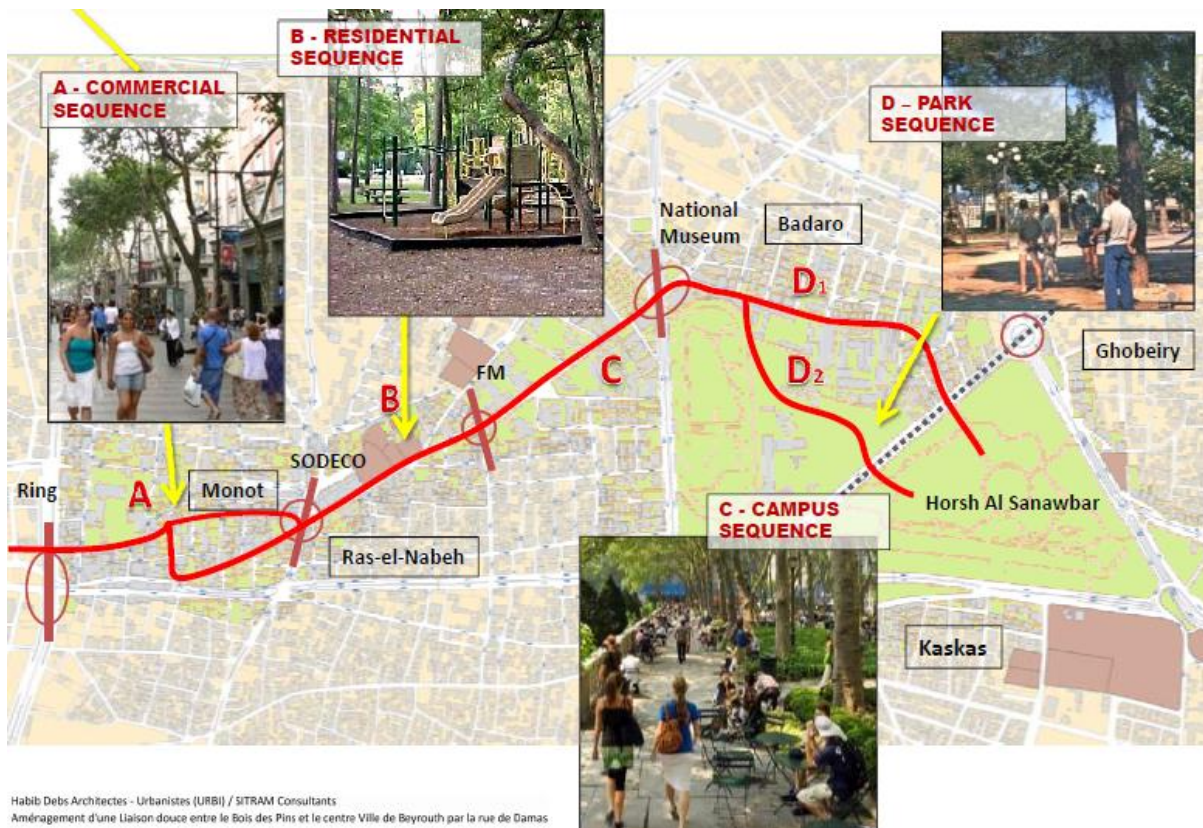 A - COMMERCIAL
SEQUENCE
B - RESIDENTIAL
SEQUENCE
D – PARK
SEQUENCE
National
Museum
Badaro
D1
Ghobeiry
D2
C
FM
B
SODECO
Ring
A
Monot
Ras-el-Nabeh
C - CAMPUS
SEQUENCE
Horsh Al Sanawbar
Kaskas
Habib Debs Architectes - Urbanistes (URBI) / SITRAM Consultants
Aménagement d'une Liaison douce entre le Bois des Pins et le centre Ville de Beyrouth par la rue de Damas